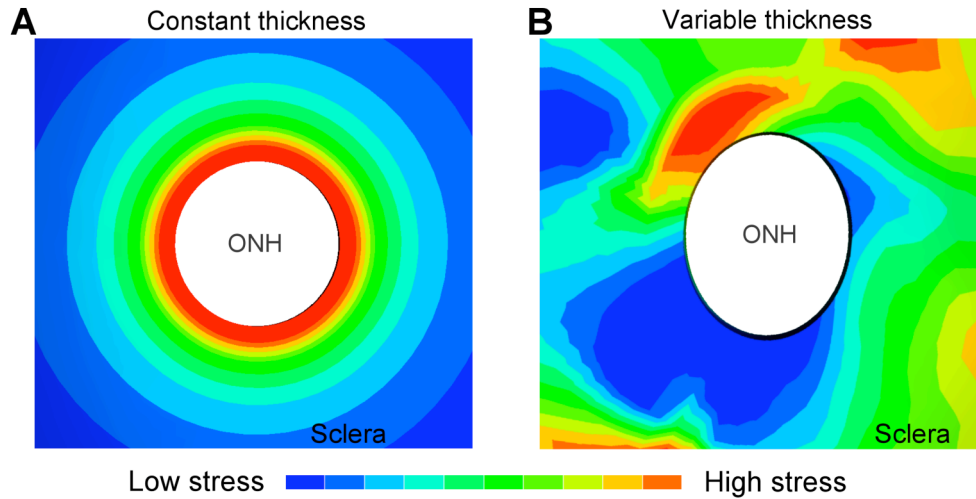 A Constant thickness
B Variable thickness
ONH
ONH
Sclera
Sclera
Low stress
High stress